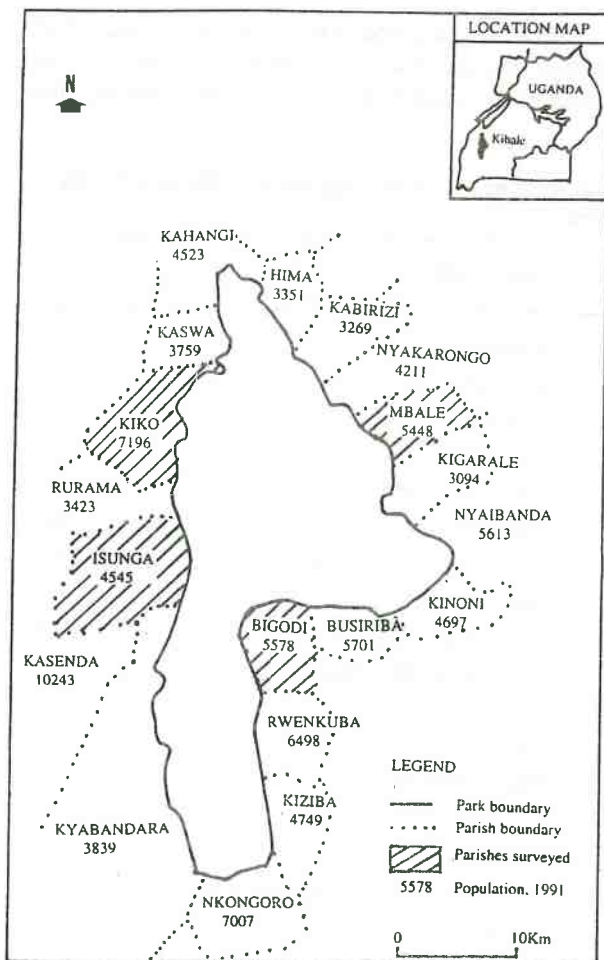 LOCATION MAP
UGANDA
Kibale
N
KAHANGI
4523
HIMA
3351
KABIRIZI
3269
KASWA
3759
NYAKARONGO
4211
MBALE
5448
KIKO
7196
KIGARALE
3094
RURAMA
3423
NYAIBANDA
5613
ISUNGA
4545
KINONI
4697
BIGODI
5578
BUSIRIBA
5701
KASENDA
10243
RWENKUBA
6498
KIZIBA
4749
KYABANDARA
3839
NKONGORO
7007
LEGEND
Park boundary
Parish boundary
Parishes surveyed
5578 Population, 1991
0 10Km